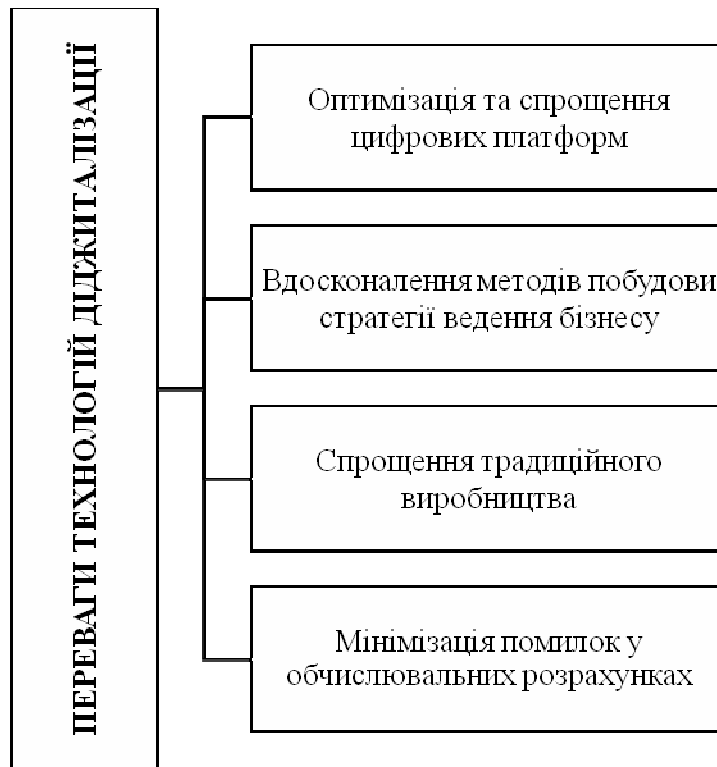 ПЕРЕВАГИ ТЕХНОЛОГІЙ ДІДЖИТАЛІЗАЦІЇ
Оптимізація та спрощення
цифрових платформ
Вдосконалення методів побудови
стратегії ведення бізнесу
Спрощення традиційного
виробництва
Мінімізація помилок у
обчислювальних розрахунках